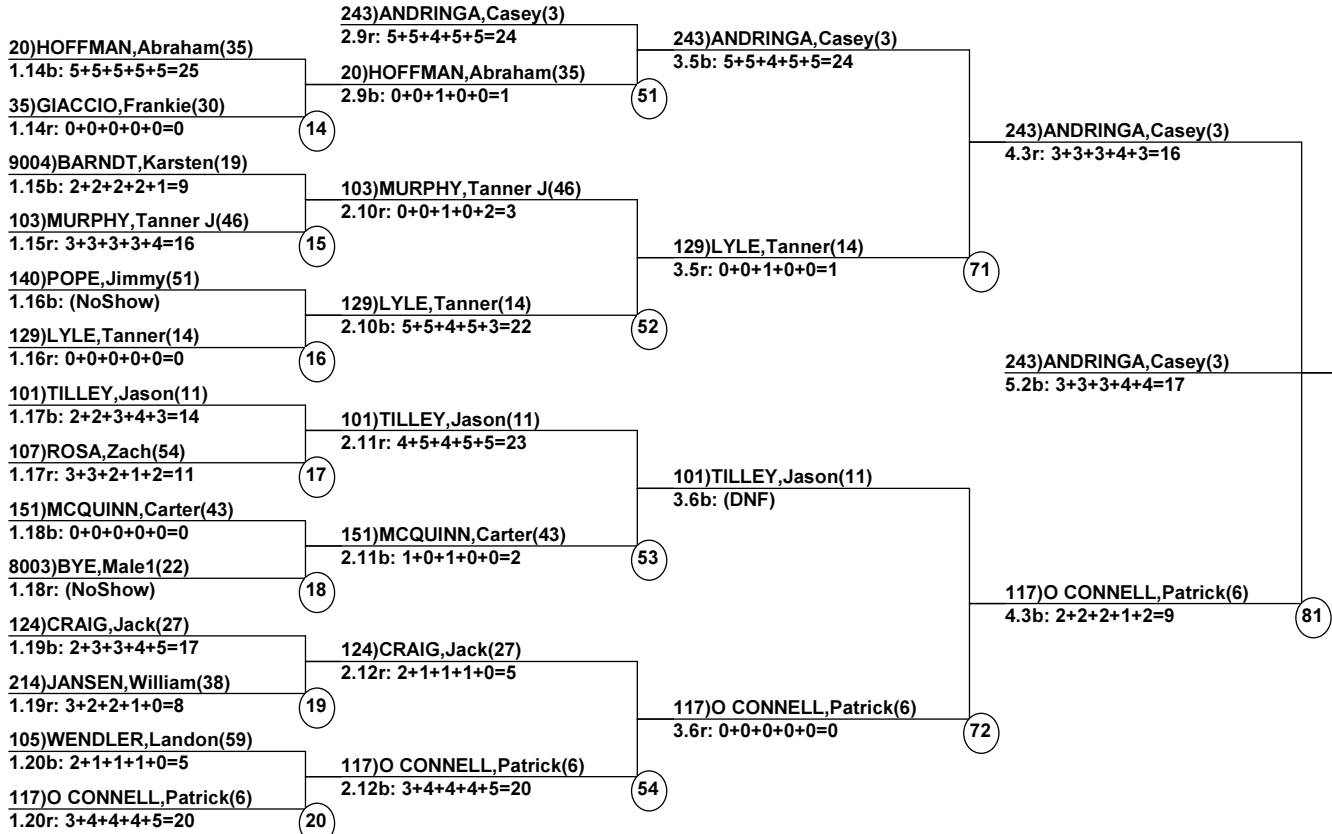 20)HOFFMAN,Abraham(35)
1.14b: 5+5+5+5+5=25
35)GIACCIO,Frankie(30)
1.14r: 0+0+0+0+0=0
14
9004)BARNDT,Karsten(19)
1.15b: 2+2+2+2+1=9
103)MURPHY,Tanner J(46)
1.15r: 3+3+3+3+4=16
15
140)POPE,Jimmy(51)
1.16b: (NoShow)
129)LYLE,Tanner(14)
1.16r: 0+0+0+0+0=0
16
101)TILLEY,Jason(11)
1.17b: 2+2+3+4+3=14
107)ROSA,Zach(54)
1.17r: 3+3+2+1+2=11
17
151)MCQUINN,Carter(43)
1.18b: 0+0+0+0+0=0
8003)BYE,Male1(22)
1.18r: (NoShow)
18
124)CRAIG,Jack(27)
1.19b: 2+3+3+4+5=17
214)JANSEN,William(38)
1.19r: 3+2+2+1+0=8
19
105)WENDLER,Landon(59)
1.20b: 2+1+1+1+0=5
117)O CONNELL,Patrick(6)
1.20r: 3+4+4+4+5=20
20
243)ANDRINGA,Casey(3)
2.9r: 5+5+4+5+5=24
20)HOFFMAN,Abraham(35)
2.9b: 0+0+1+0+0=1
51
103)MURPHY,Tanner J(46)
2.10r: 0+0+1+0+2=3
129)LYLE,Tanner(14)
2.10b: 5+5+4+5+3=22
52
101)TILLEY,Jason(11)
2.11r: 4+5+4+5+5=23
151)MCQUINN,Carter(43)
2.11b: 1+0+1+0+0=2
53
124)CRAIG,Jack(27)
2.12r: 2+1+1+1+0=5
117)O CONNELL,Patrick(6)
2.12b: 3+4+4+4+5=20
54
243)ANDRINGA,Casey(3)
3.5b: 5+5+4+5+5=24
129)LYLE,Tanner(14)
3.5r: 0+0+1+0+0=1
71
101)TILLEY,Jason(11)
3.6b: (DNF)
117)O CONNELL,Patrick(6)
3.6r: 0+0+0+0+0=0
72
243)ANDRINGA,Casey(3)
4.3r: 3+3+3+4+3=16
117)O CONNELL,Patrick(6)
4.3b: 2+2+2+1+2=9
81
243)ANDRINGA,Casey(3)
5.2b: 3+3+3+4+4=17